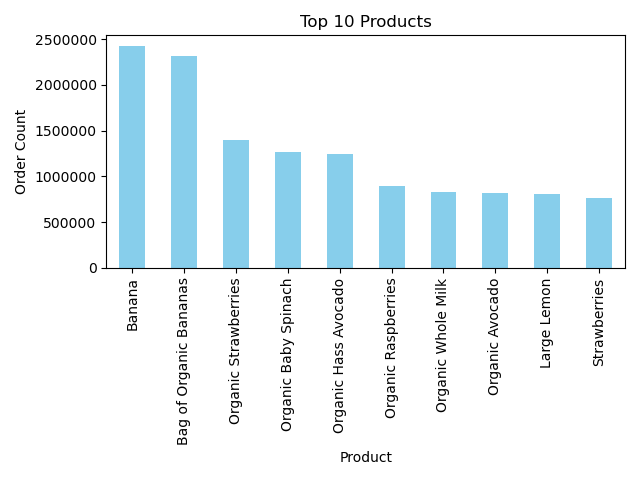 Top 10 Products
Order Count
2500000
2000000
1500000
1000000
500000
0
Banana
Bag of Organic Bananas
Organic Strawberries
Organic Baby Spinach
Organic Hass Avocado
Organic Raspberries
Organic Whole Milk
Organic Avocado
Large Lemon
Strawberries
Product